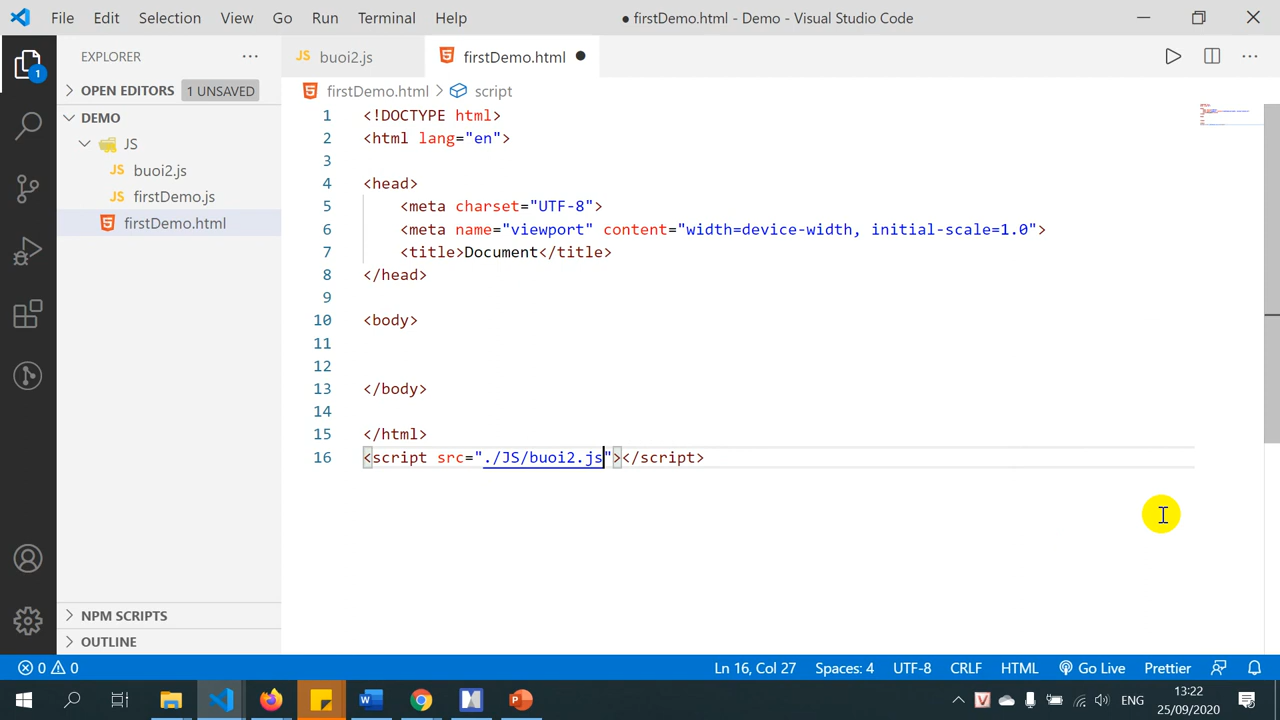 File Edit Selection View Go Run Terminal Help ● firstDemo.html - Demo - Visual Studio Code
EXPLORER ···
JS buoi2.js firstDemo.html ●
OPEN EDITORS 1 UNSAVED
firstDemo.html > script
DEMO
JS
JS buoi2.js
JS firstDemo.js
firstDemo.html
1 <!DOCTYPE html>
2 <html lang="en">
3
4 <head>
5 <meta charset="UTF-8">
6 <meta name="viewport" content="width=device-width, initial-scale=1.0">
7 <title>Document</title>
8 </head>
9
10 <body>
11
12
13 </body>
14
15 </html>
16 <script src="./JS/buoi2.js"></script>
1
NPM SCRIPTS
OUTLINE
0 0 Ln 16, Col 27 Spaces: 4 UTF-8 CRLF HTML Go Live Prettier
ENG 13:22
25/09/2020